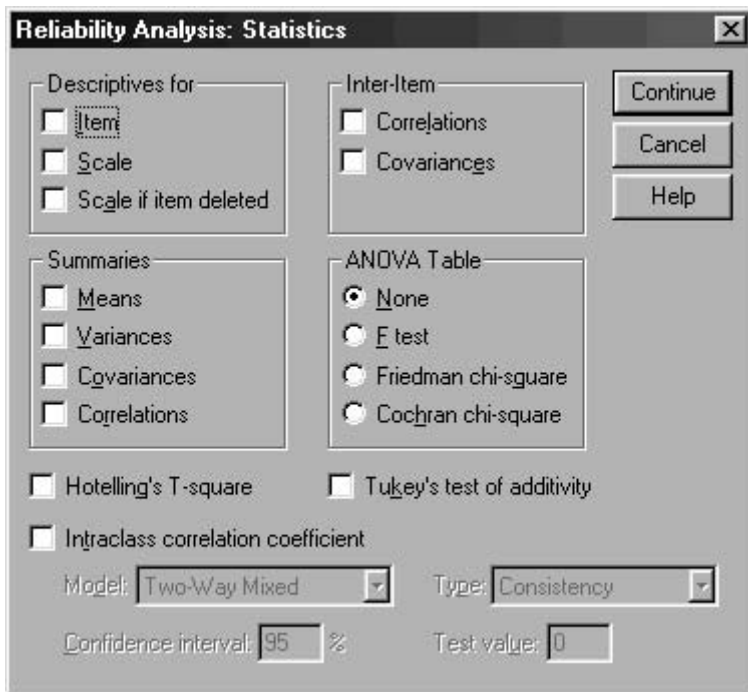 Reliability Analysis: Statistics
Descriptives for
Item
Scale
Scale if item deleted
Inter-Item
Correlations
Covariances
Continue
Cancel
Help
Summaries
Means
Variances
Covariances
Correlations
ANOVA Table
None
F test
Friedman chi-square
Cochran chi-square
Hotelling's T-square
Tukey's test of additivity
Intraclass correlation coefficient
Model: Two-Way Mixed
Type: Consistency
Confidence interval: 95 %
Test value: 0